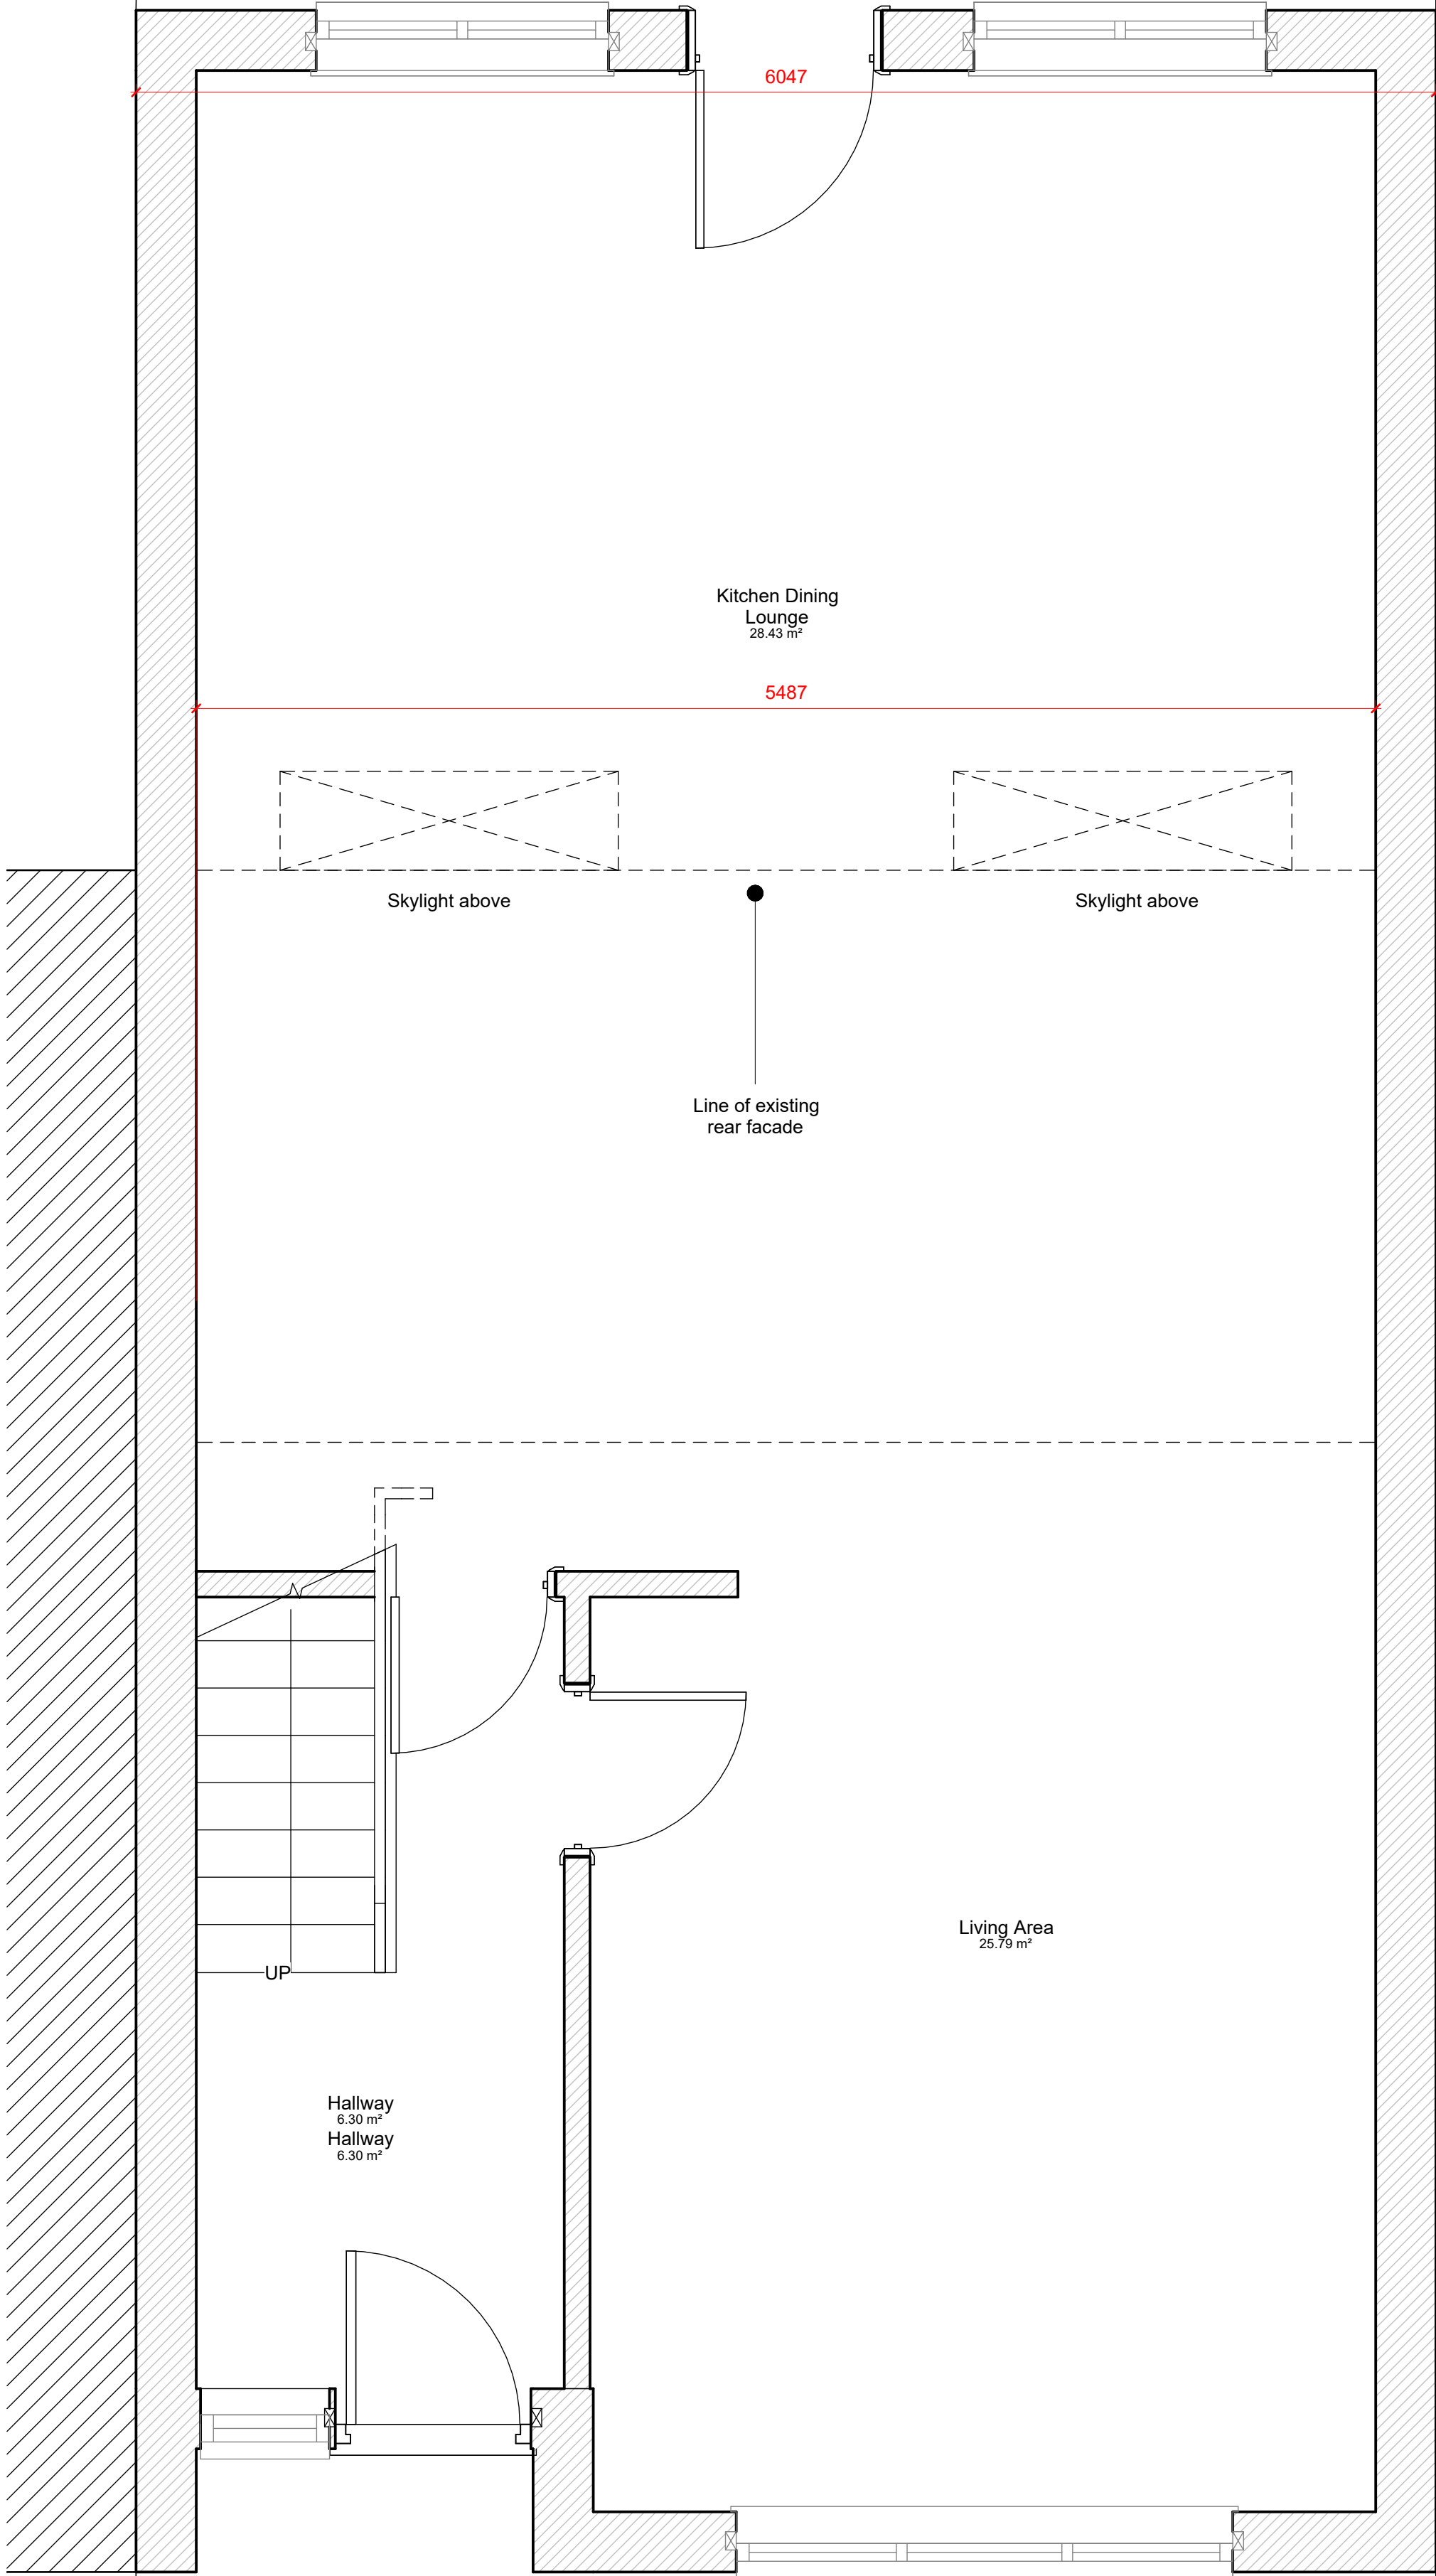 6047
Kitchen Dining
Lounge
28.43 m²
5487
Skylight above
Skylight above
Line of existing
rear facade
Living Area
25.79 m²
UP
Hallway
6.30 m²
Hallway
6.30 m²